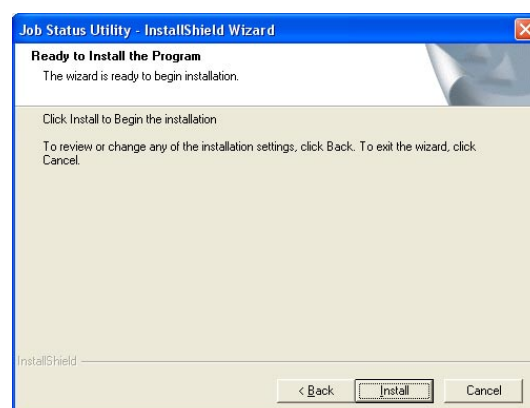 Job Status Utility - InstallShield Wizard
Ready to Install the Program
The wizard is ready to begin installation.
Click Install to Begin the installation
To review or change any of the installation settings, click Back. To exit the wizard, click
Cancel.
InstallShield
< Back
Install
Cancel